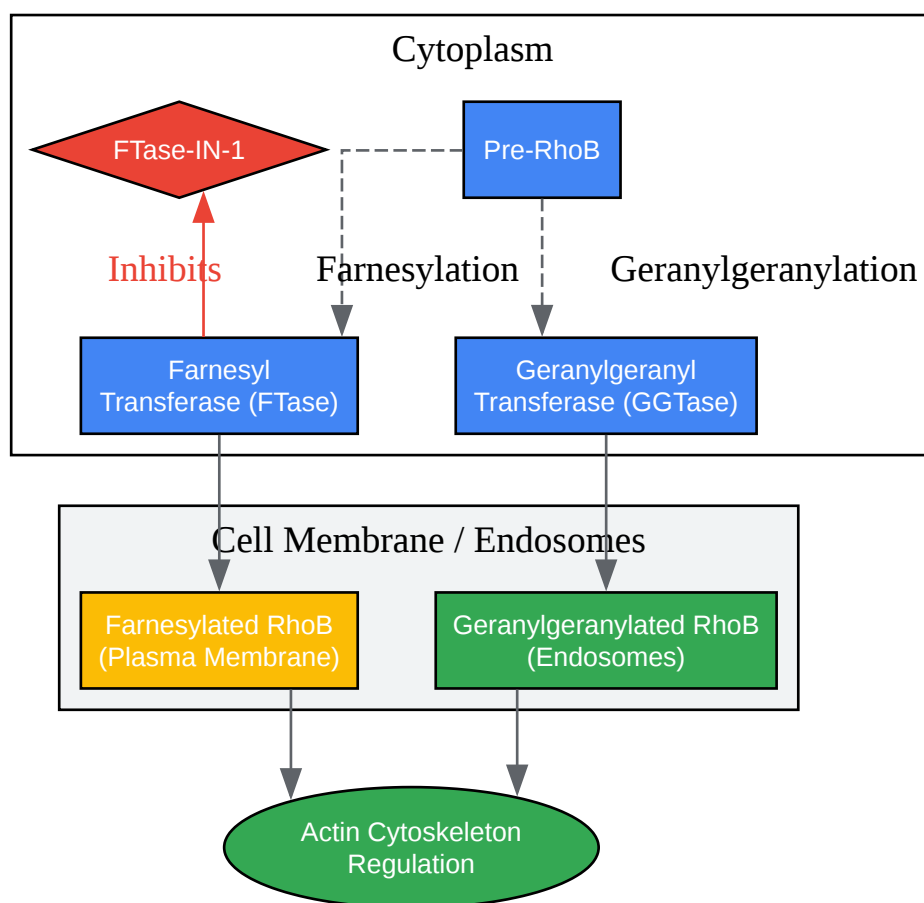 Cytoplasm
FTase-IN-1
Pre-RhoB
Inhibits
Farnesylation
Geranylgeranylation
Farnesyl
Transferase (FTase)
Geranylgeranyl
Transferase (GGTase)
Cell Membrane / Endosomes
Farnesylated RhoB
(Plasma Membrane)
Geranylgeranylated RhoB
(Endosomes)
Actin Cytoskeleton
Regulation